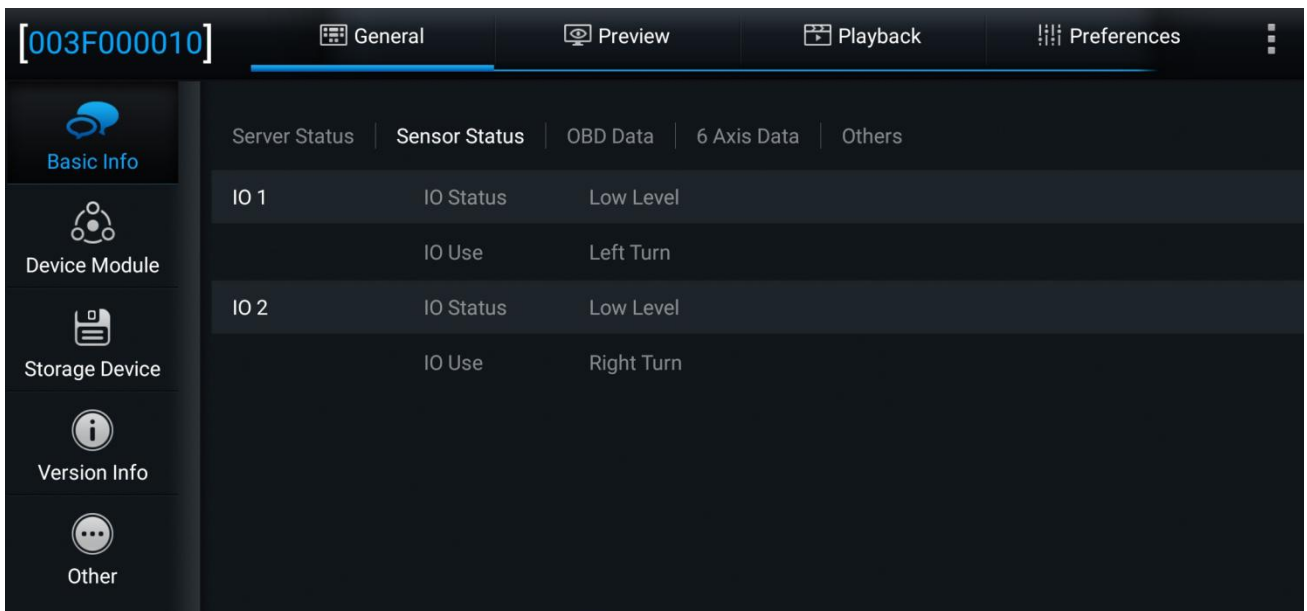 [003F000010] General Preview Playback Preferences
Basic Info
Device Module
Storage Device
Version Info
Other
Server Status Sensor Status OBD Data 6 Axis Data Others
IO 1 IO Status Low Level
IO Use Left Turn
IO 2 IO Status Low Level
IO Use Right Turn